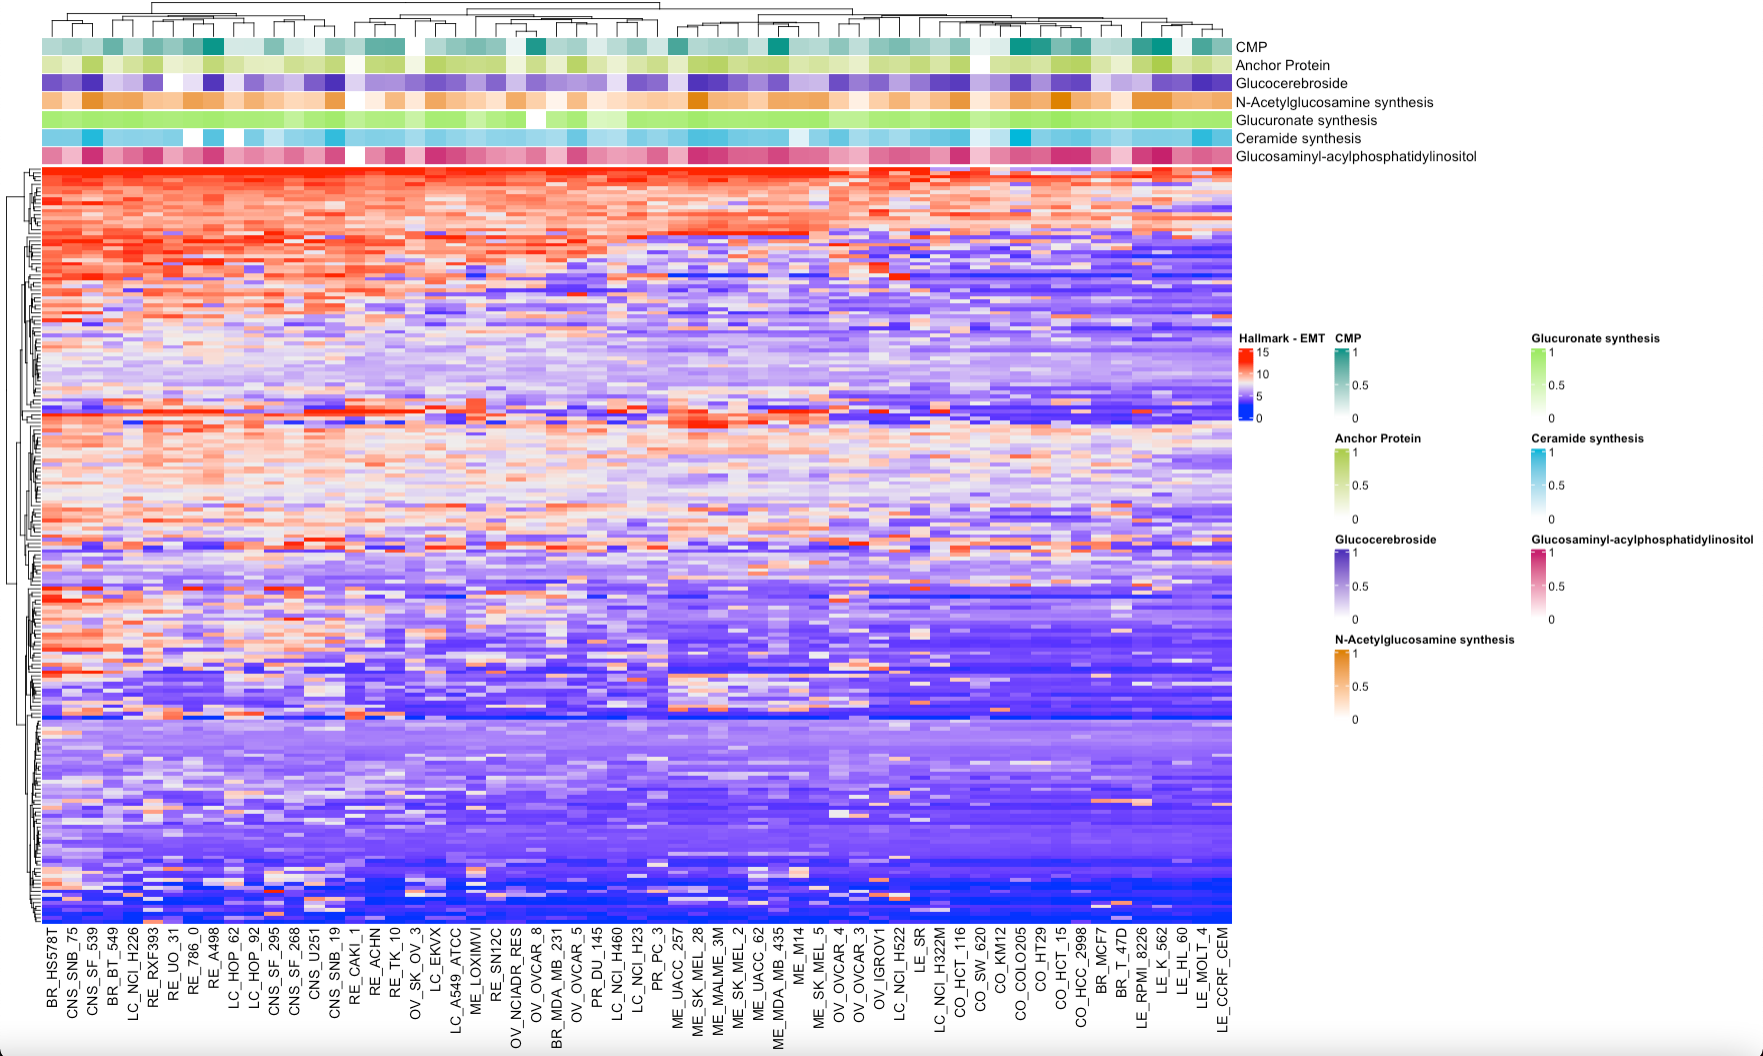 CMP
Anchor Protein
Glucocerebroside
N-Acetylglucosamine synthesis
Glucuronate synthesis
Ceramide synthesis
Glucosaminyl-acylphosphatidylinositol
Hallmark - EMT
15
10
5
0
CMP
1
0.5
0
Glucuronate synthesis
1
0.5
0
Anchor Protein
1
0.5
0
Ceramide synthesis
1
0.5
0
Glucocerebroside
1
0.5
0
Glucosaminyl-acylphosphatidylinositol
1
0.5
0
N-Acetylglucosamine synthesis
1
0.5
0
BR_HS578T
CNS_SNB_75
CNS_SF_539
BR_BT_549
LC_NCI_H226
RE_RXF393
RE_UO_31
RE_786_0
RE_A498
LC_HOP_62
LC_HOP_92
CNS_SF_295
CNS_SF_268
CNS_U251
CNS_SNB_19
RE_CAKI_1
RE_ACHN
RE_TK_10
OV_SK_OV_3
LC_EKVX
LC_A549_ATCC
ME_LOXIMVI
RE_SN12C
OV_NCIADR_RES
OV_OVCAR_8
BR_MDA_MB_231
OV_OVCAR_5
PR_DU_145
LC_NCI_H460
LC_NCI_H23
PR_PC_3
ME_UACC_257
ME_SK_MEL_28
ME_MALME_3M
ME_SK_MEL_2
ME_UACC_62
ME_MDA_MB_435
ME_M14
ME_SK_MEL_5
OV_OVCAR_4
OV_OVCAR_3
OV_IGROV1
LC_NCI_H522
LE_SR
LC_NCI_H322M
CO_HCT_116
CO_SW_620
CO_KM12
CO_COLO205
CO_HT29
CO_HCT_15
CO_HCC_2998
BR_MCF7
BR_T_47D
LE_RPMI_8226
LE_K_562
LE_HL_60
LE_MOLT_4
LE_CCRF_CEM